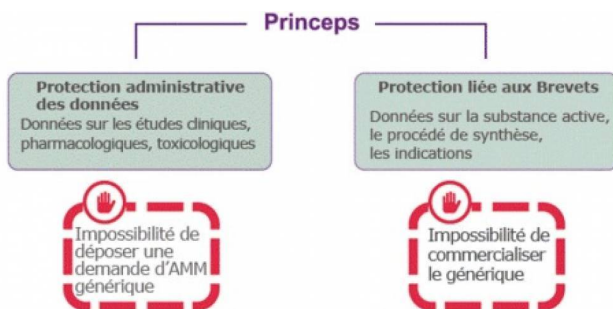 Princeps
Protection administrative
des données
Données sur les études cliniques,
pharmacologiques, toxicologiques
Protection liée aux Brevets
Données sur la substance active,
le procédé de synthèse,
les indications
Impossibilité de
déposer une
demande d'AMM
générique
Impossibilité de
commercialiser
le générique